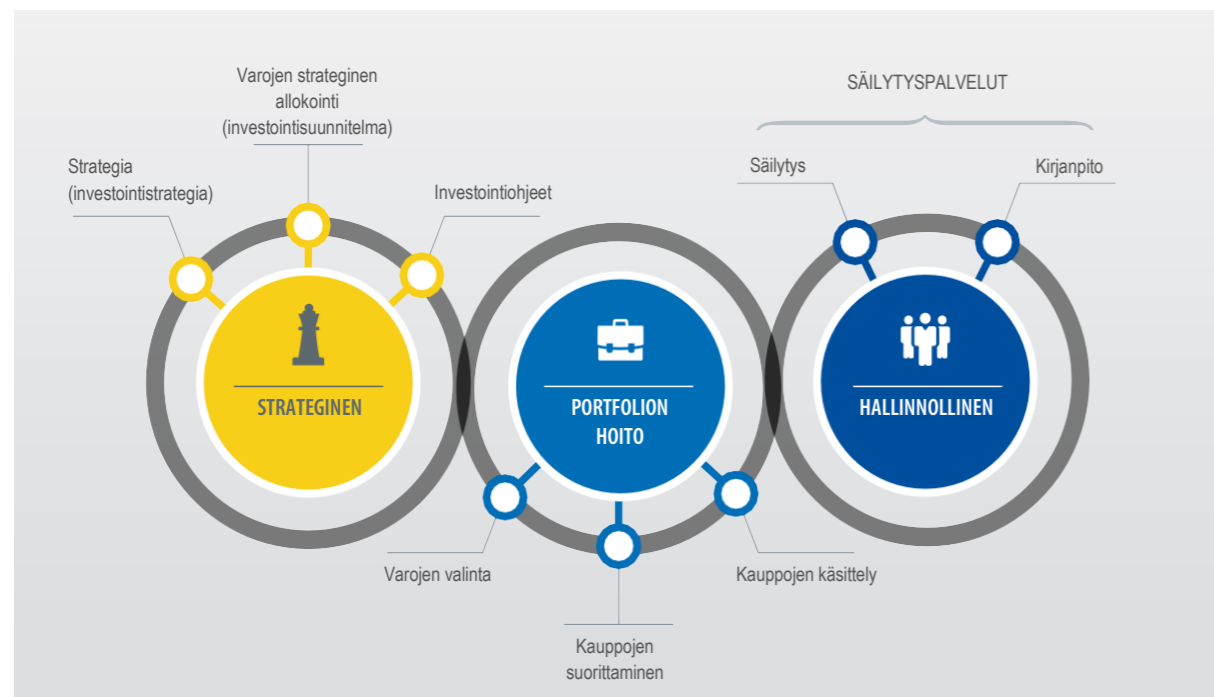 Varojen strateginen
allokointi
(investointisuunnitelma)
Strategia
(investointistrategia)
Investointiohjeet
STRATEGINEN
PORTFOLION
HOITO
Varojen valinta
Kauppojen
suorittaminen
Kauppojen käsittely
SÄILYTYSPALVELUT
Säilytys
Kirjanpito
HALLINNOLLINEN